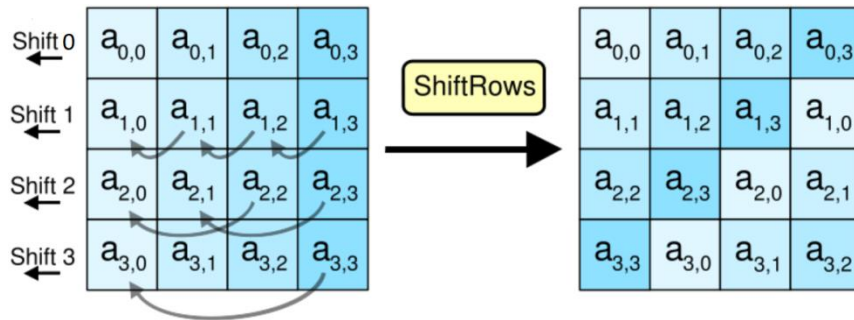 Shift 0 a0,0 a0,1 a0,2 a0,3 a0,0 a0,1 a0,2 a0,3
ShiftRows
Shift 1 a1,0 a1,1 a1,2 a1,3 a1,1 a1,2 a1,3 a1,0
Shift 2 a2,0 a2,1 a2,2 a2,3 a2,2 a2,3 a2,0 a2,1
Shift 3 a3,0 a3,1 a3,2 a3,3 a3,3 a3,0 a3,1 a3,2